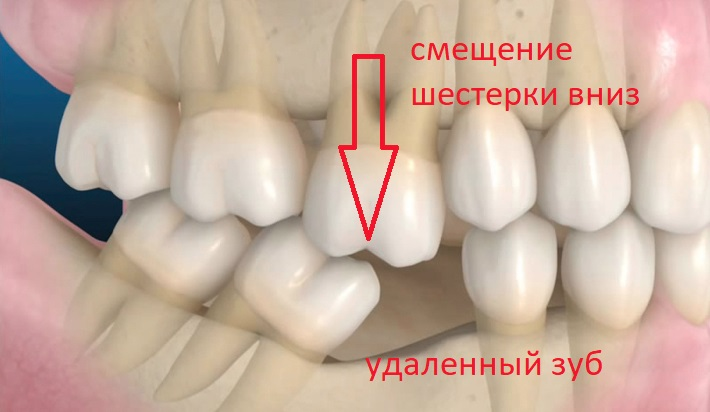 смещение
шестерки вниз
удаленный зуб